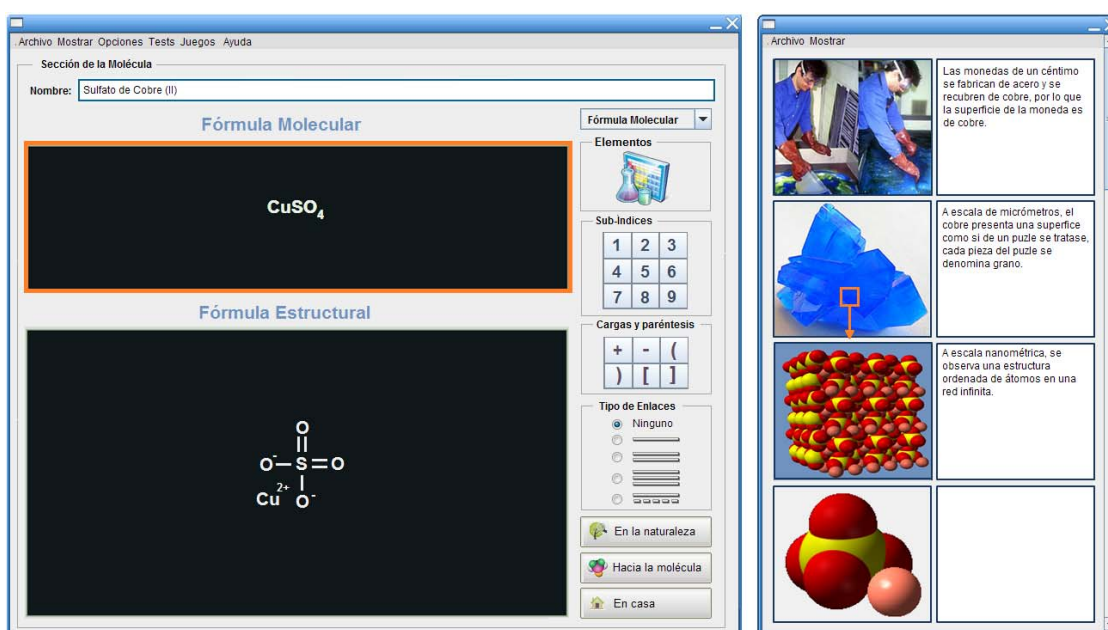 Archivo Mostrar Opciones Tests Juegos Ayuda
Sección de la Molécula
Nombre: Sulfato de Cobre (II)
Fórmula Molecular
CuSO4
Fórmula Estructural
O
O- S O
Cu 2+ O-
Fórmula Molecular
Elementos
Sub-Índices
1 2 3
4 5 6
7 8 9
Cargas y paréntesis
+ - (
) [ ]
Tipo de Enlaces
Ninguno
En la naturaleza
Hacia la molécula
En casa
Archivo Mostrar
Las monedas de un céntimo
se fabrican de acero y se
recubren de cobre, por lo que
la superficie de la moneda es
de cobre.
A escala de micrómetros, el
cobre presenta una superfice
como si de un puzle se tratase,
cada pieza del puzle se
denomina grano.
A escala nanométrica, se
observa una estructura
ordenada de átomos en una
red infinita.